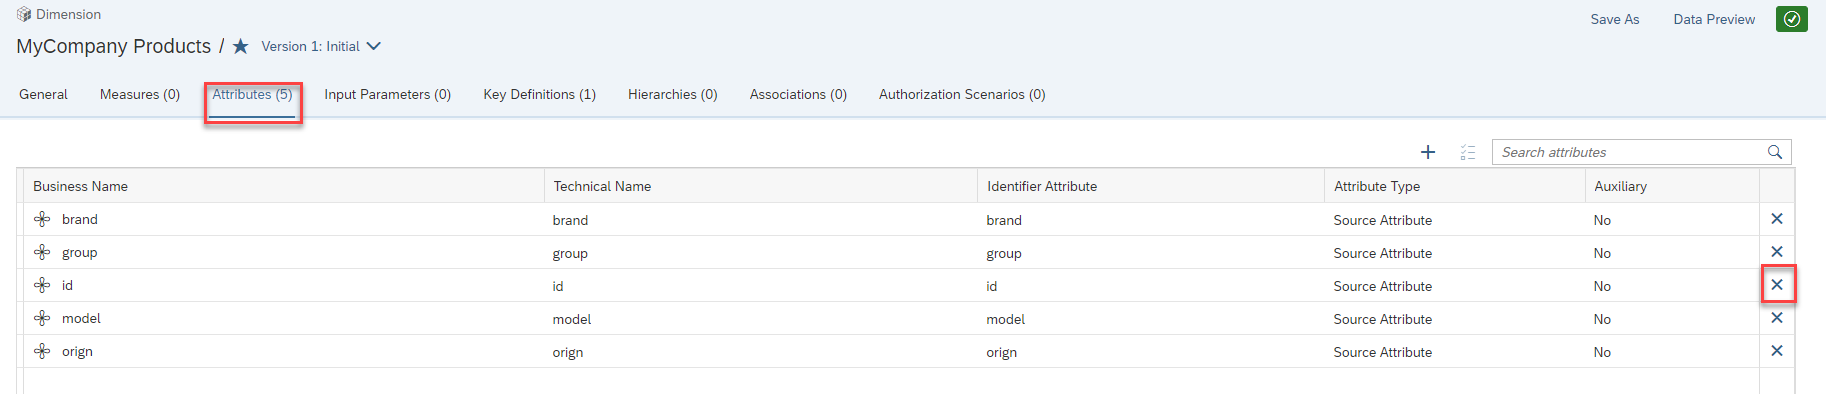 Dimension
Save As Data Preview
MyCompany Products / Version 1: Initial
General Measures (0) Attributes (5) Input Parameters (0) Key Definitions (1) Hierarchies (0) Associations (0) Authorization Scenarios (0)
Search attributes
Business Name Technical Name Identifier Attribute Attribute Type Auxiliary
brand brand brand Source Attribute No
group group group Source Attribute No
id id id Source Attribute No
model model model Source Attribute No
orign orign orign Source Attribute No